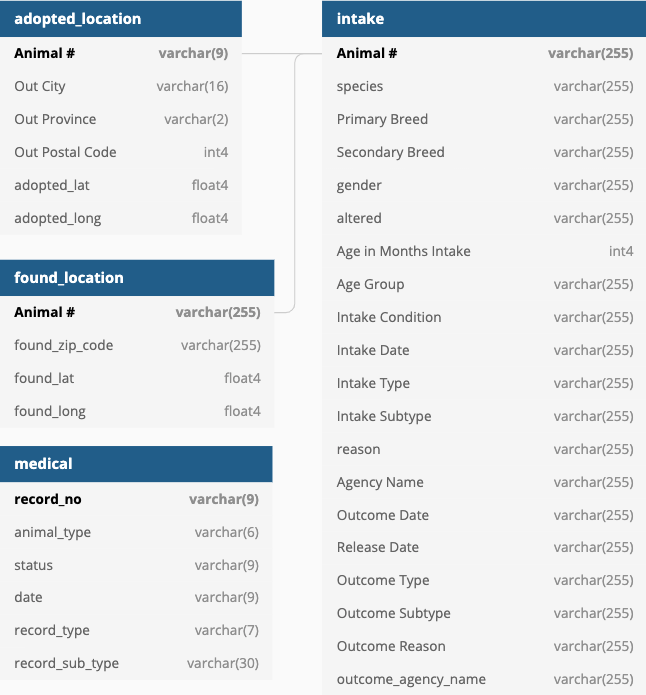 adopted_location
Animal # varchar(9)
Out City varchar(16)
Out Province varchar(2)
Out Postal Code int4
adopted_lat float4
adopted_long float4
found_location
Animal # varchar(255)
found_zip_code varchar(255)
found_lat float4
found_long float4
medical
record_no varchar(9)
animal_type varchar(6)
status varchar(9)
date varchar(9)
record_type varchar(7)
record_sub_type varchar(30)
intake
Animal # varchar(255)
species varchar(255)
Primary Breed varchar(255)
Secondary Breed varchar(255)
gender varchar(255)
altered varchar(255)
Age in Months Intake int4
Age Group varchar(255)
Intake Condition varchar(255)
Intake Date varchar(255)
Intake Type varchar(255)
Intake Subtype varchar(255)
reason varchar(255)
Agency Name varchar(255)
Outcome Date varchar(255)
Release Date varchar(255)
Outcome Type varchar(255)
Outcome Subtype varchar(255)
Outcome Reason varchar(255)
outcome_agency_name varchar(255)